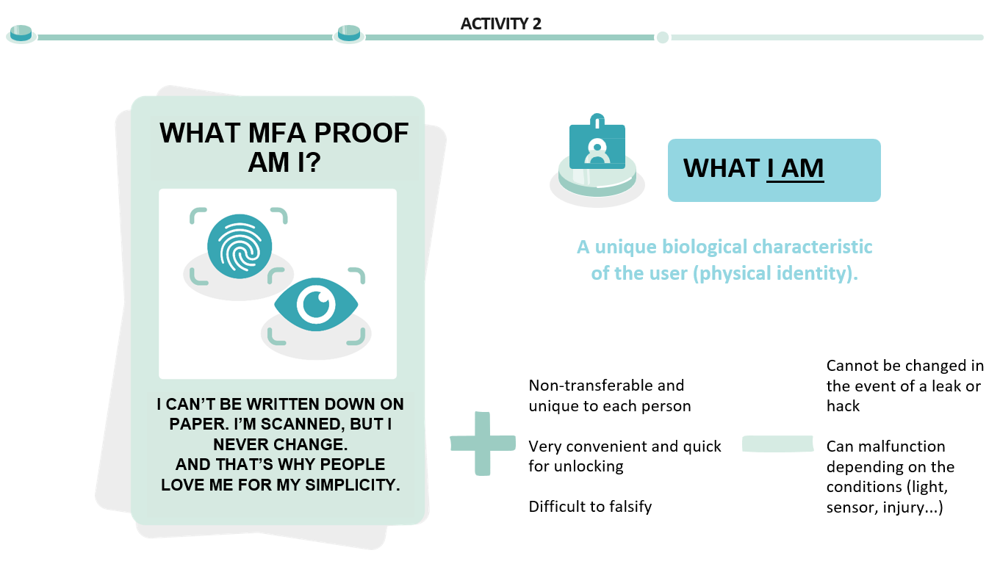 ACTIVITY 2
WHAT MFA PROOF
AM I?
I CAN’T BE WRITTEN DOWN ON
PAPER. I’M SCANNED, BUT I
NEVER CHANGE.
AND THAT’S WHY PEOPLE
LOVE ME FOR MY SIMPLICITY.
WHAT I AM
A unique biological characteristic
of the user (physical identity).
Non-transferable and
unique to each person
Very convenient and quick
for unlocking
Difficult to falsify
Cannot be changed in
the event of a leak or
hack
Can malfunction
depending on the
conditions (light,
sensor, injury...)